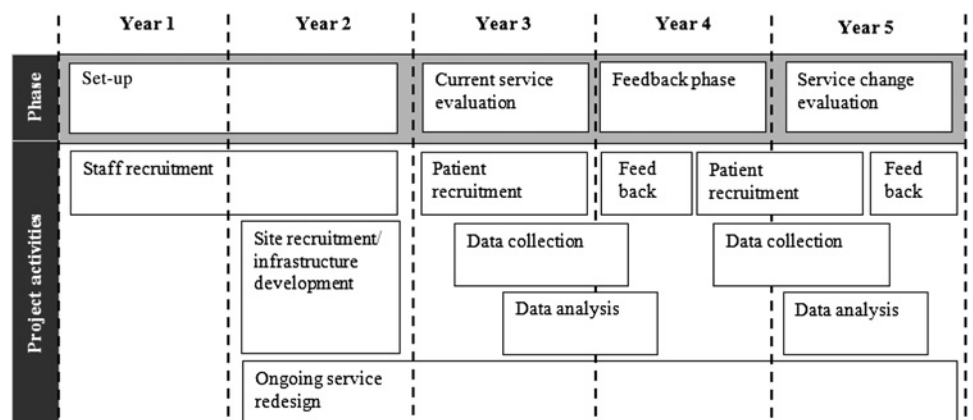 Year 1 Year 2 Year 3 Year 4 Year 5
Phase
Set-up
Current service
evaluation
Feedback phase
Service change
evaluation
Project activities
Staff recruitment
Patient
recruitment
Feed
back
Patient
recruitment
Feed
back
Site recruitment/
infrastructure
development
Data collection
Data collection
Data analysis
Data analysis
Ongoing service
redesign